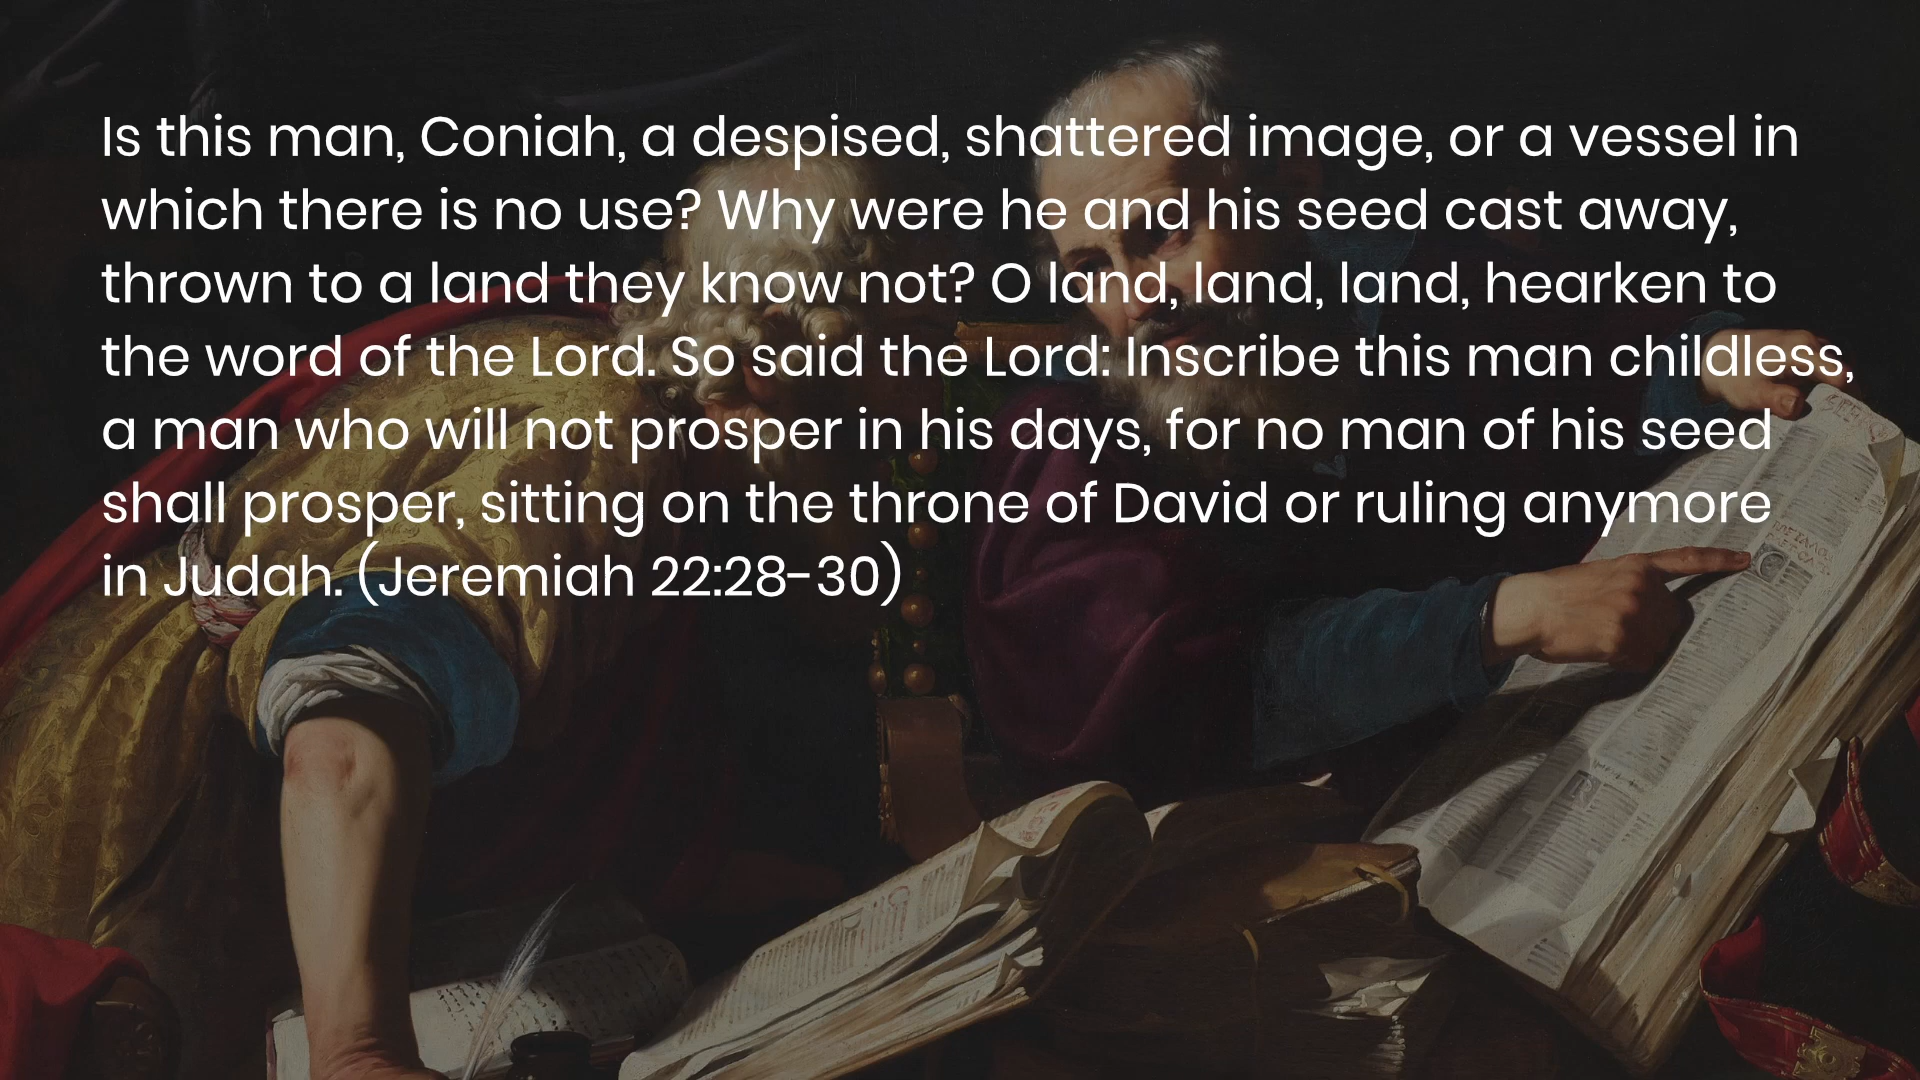 Is this man, Coniah, a despised, shattered image, or a vessel in
which there is no use? Why were he and his seed cast away,
thrown to a land they know not? O land, land, land, hearken to
the word of the Lord. So said the Lord: Inscribe this man childless,
a man who will not prosper in his days, for no man of his seed
shall prosper, sitting on the throne of David or ruling anymore
in Judah. (Jeremiah 22:28-30)